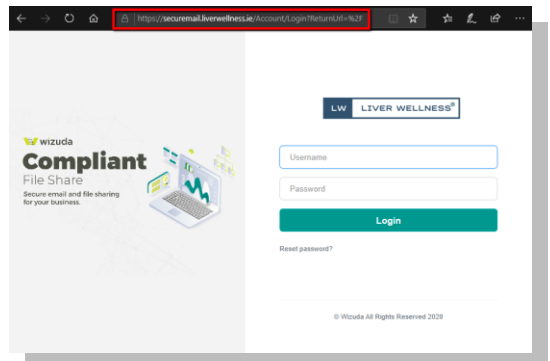 https://securemail.liverwellness.ie/Account/Login?ReturnUrl=%2F
wizuda
Compliant
File Share
Secure email and file sharing
for your business.
LW LIVER WELLNESS®
Username
Password
Login
Reset password?
© Wizuda All Rights Reserved 2020